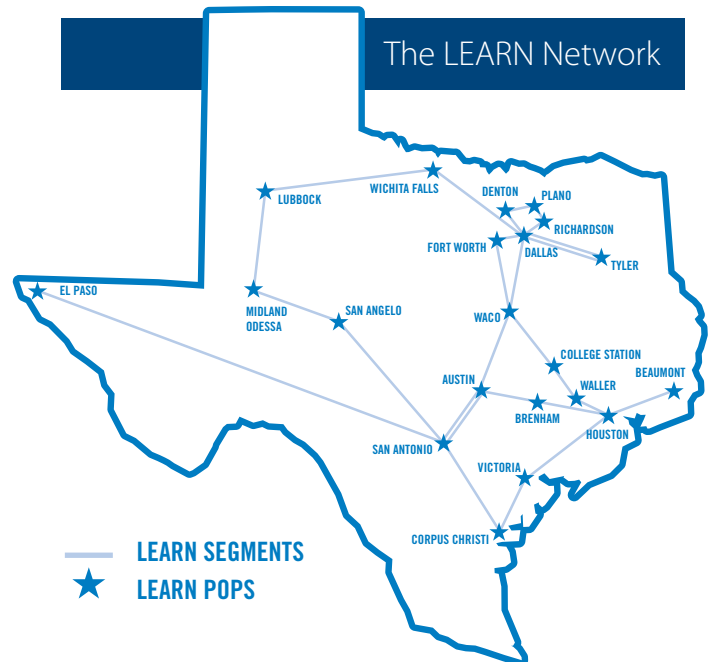 The LEARN Network
WICHITA FALLS
LUBBOCK
DENTON
PLANO
RICHARDSON
FORT WORTH
DALLAS
TYLER
EL PASO
MIDLAND
ODESSA
SAN ANGELO
WACO
COLLEGE STATION
BEAUMONT
AUSTIN
WALLER
BRENHAM
HOUSTON
SAN ANTONIO
VICTORIA
CORPUS CHRISTI
LEARN SEGMENTS
LEARN POPS